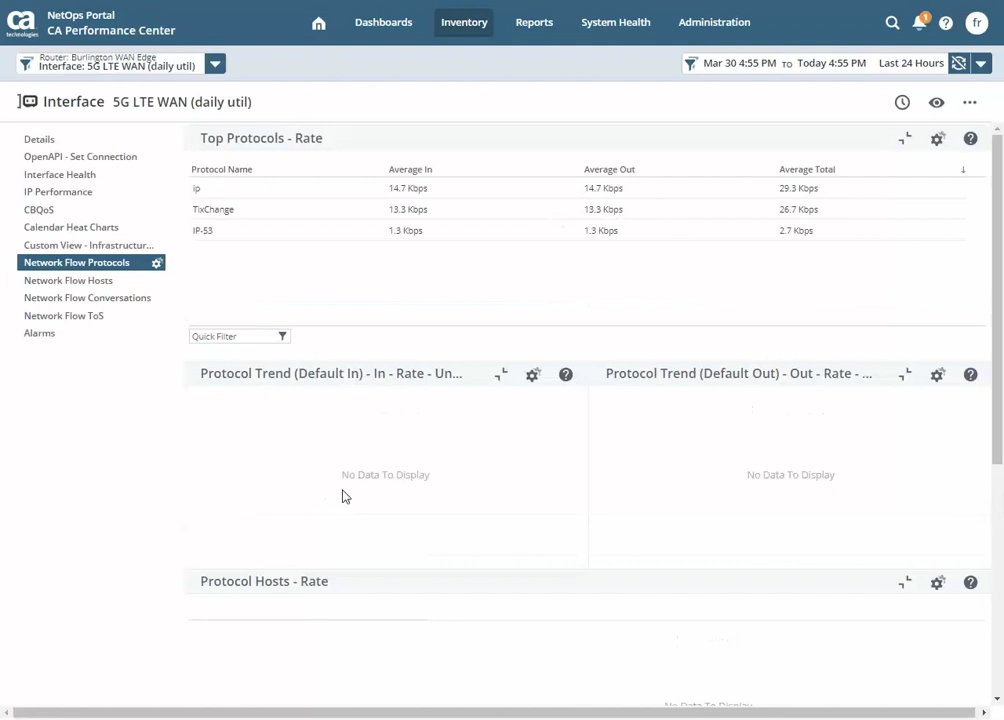 ca
technologies
NetOps Portal
CA Performance Center
Dashboards Inventory Reports System Health Administration
1
fr
Router: Burlington WAN Edge
Interface: 5G LTE WAN (daily util)
Mar 30 4:55 PM TO Today 4:55 PM Last 24 Hours
Interface 5G LTE WAN (daily util)
Details
OpenAPI - Set Connection
Interface Health
IP Performance
CBQoS
Calendar Heat Charts
Custom View - Infrastructur...
Network Flow Protocols
Network Flow Hosts
Network Flow Conversations
Network Flow ToS
Alarms
Top Protocols - Rate
Protocol Name Average In Average Out Average Total
ip 14.7 Kbps 14.7 Kbps 29.3 Kbps
TixChange 13.3 Kbps 13.3 Kbps 26.7 Kbps
IP-53 1.3 Kbps 1.3 Kbps 2.7 Kbps
Quick Filter
Protocol Trend (Default In) - In - Rate - Un...
No Data To Display
Protocol Trend (Default Out) - Out - Rate - ...
No Data To Display
Protocol Hosts - Rate
No Data To Display